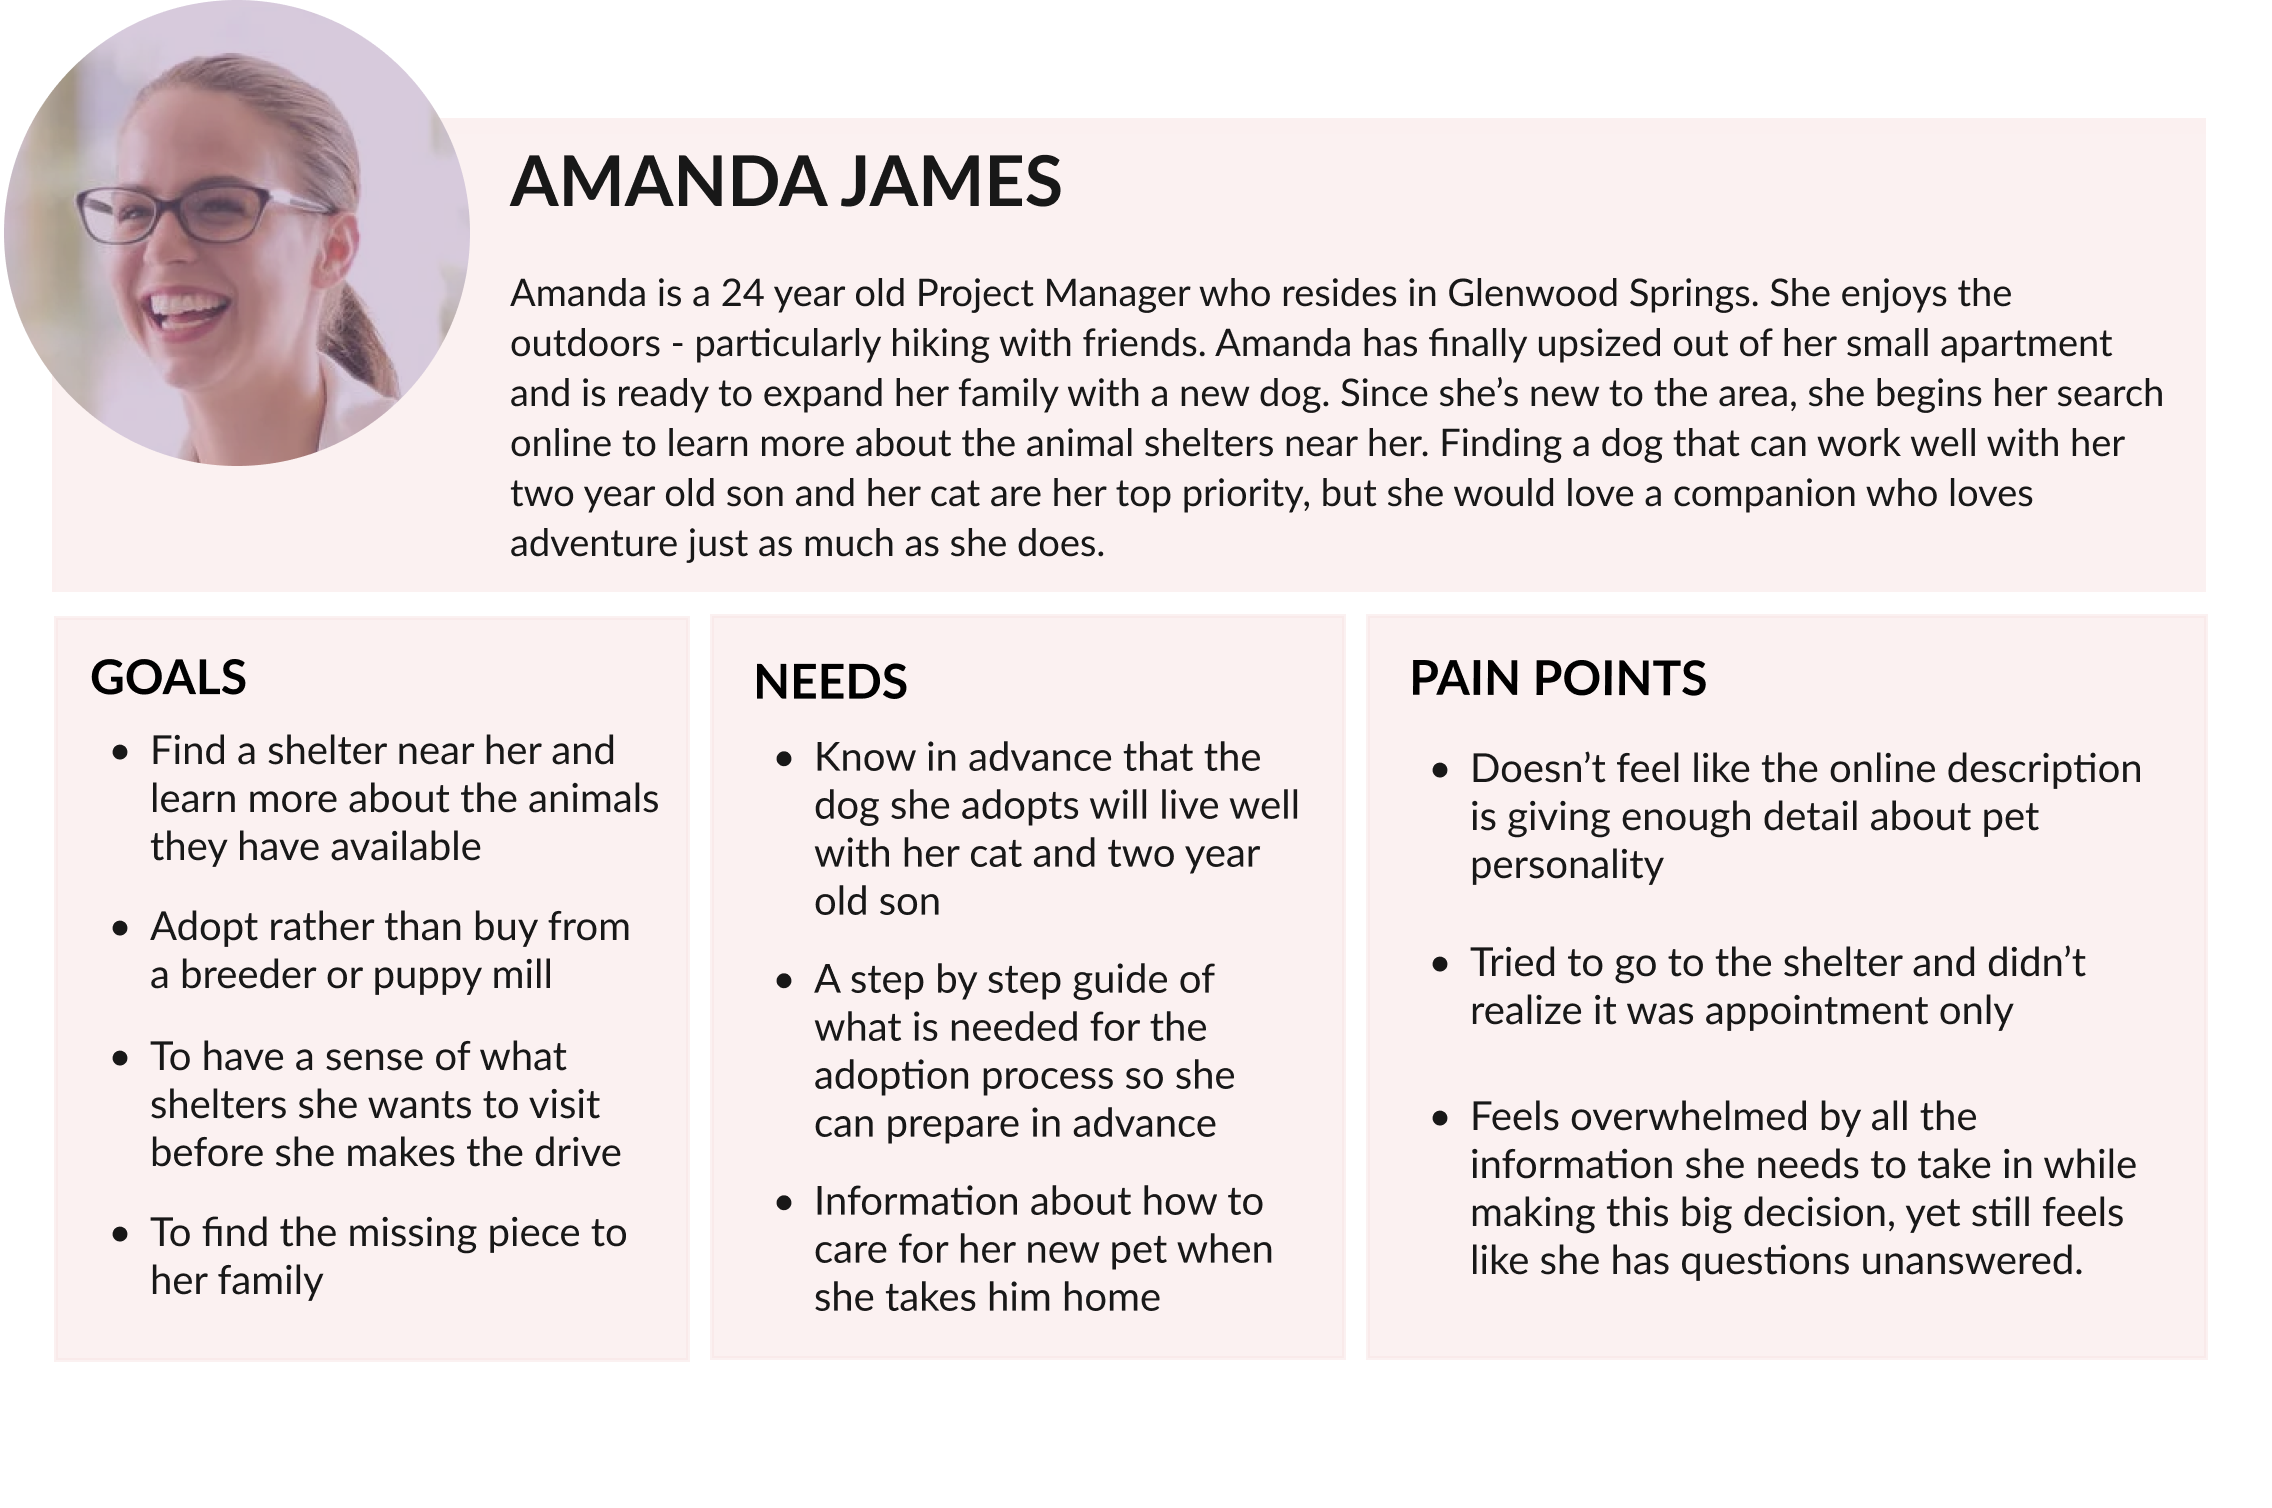 AMANDA JAMES
Amanda is a 24 year old Project Manager who resides in Glenwood Springs. She enjoys the
outdoors - particularly hiking with friends. Amanda has finally upsized out of her small apartment
and is ready to expand her family with a new dog. Since she’s new to the area, she begins her search
online to learn more about the animal shelters near her. Finding a dog that can work well with her
two year old son and her cat are her top priority, but she would love a companion who loves
adventure just as much as she does.
GOALS
• Find a shelter near her and
learn more about the animals
they have available
• Adopt rather than buy from
a breeder or puppy mill
• To have a sense of what
shelters she wants to visit
before she makes the drive
• To find the missing piece to
her family
NEEDS
• Know in advance that the
dog she adopts will live well
with her cat and two year
old son
• A step by step guide of
what is needed for the
adoption process so she
can prepare in advance
• Information about how to
care for her new pet when
she takes him home
PAIN POINTS
• Doesn’t feel like the online description
is giving enough detail about pet
personality
• Tried to go to the shelter and didn’t
realize it was appointment only
• Feels overwhelmed by all the
information she needs to take in while
making this big decision, yet still feels
like she has questions unanswered.